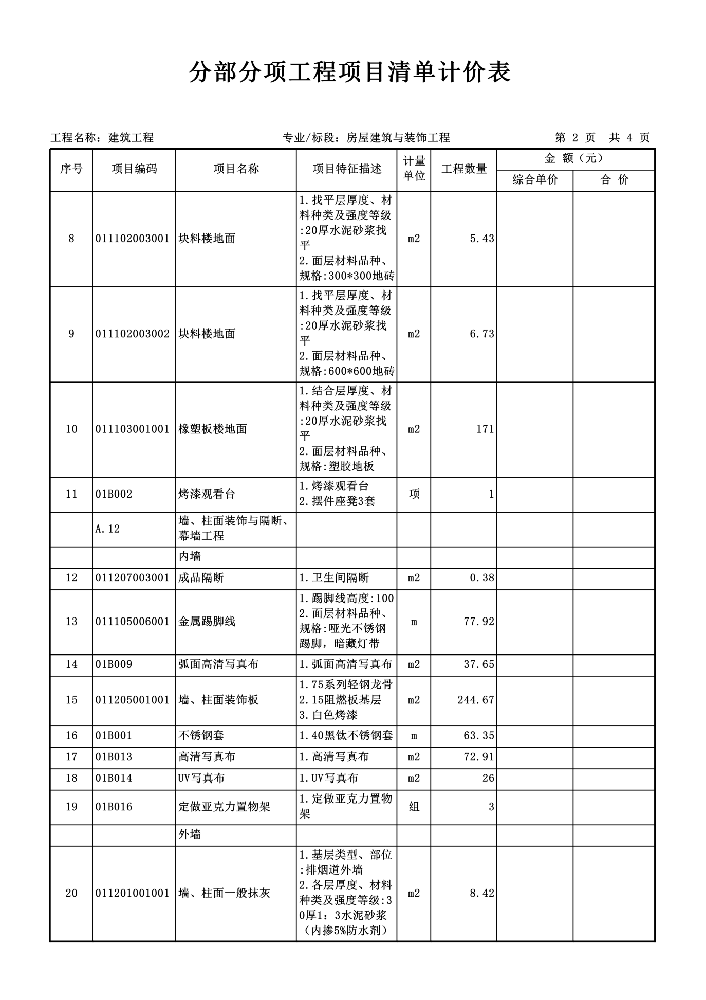 分部分项工程项目清单计价表
工程名称：建筑工程 专业/标段：房屋建筑与装饰工程 第 2 页 共 4 页
序号 项目编码 项目名称 项目特征描述 计量单位 工程数量 金 额（元）
综合单价 合 价
8 011102003001 块料楼地面 1.找平层厚度、材
料种类及强度等级
:20厚水泥砂浆找
平
2.面层材料品种、
规格:300*300地砖 m2 5.43
9 011102003002 块料楼地面 1.找平层厚度、材
料种类及强度等级
:20厚水泥砂浆找
平
2.面层材料品种、
规格:600*600地砖 m2 6.73
10 011103001001 橡塑板楼地面 1.结合层厚度、材
料种类及强度等级
:20厚水泥砂浆找
平
2.面层材料品种、
规格:塑胶地板 m2 171
11 01B002 烤漆观看台 1.烤漆观看台
2.摆件座凳3套 项 1
A.12 墙、柱面装饰与隔断、
幕墙工程
内墙
12 011207003001 成品隔断 1.卫生间隔断 m2 0.38
13 011105006001 金属踢脚线 1.踢脚线高度:100
2.面层材料品种、
规格:哑光不锈钢
踢脚，暗藏灯带 m 77.92
14 01B009 弧面高清写真布 1.弧面高清写真布 m2 37.65
15 011205001001 墙、柱面装饰板 1.75系列轻钢龙骨
2.15阻燃板基层
3.白色烤漆 m2 244.67
16 01B001 不锈钢套 1.40黑钛不锈钢套 m 63.35
17 01B013 高清写真布 1.高清写真布 m2 72.91
18 01B014 UV写真布 1.UV写真布 m2 26
19 01B016 定做亚克力置物架 1.定做亚克力置物
架 组 3
外墙
20 011201001001 墙、柱面一般抹灰 1.基层类型、部位
:排烟道外墙
2.各层厚度、材料
种类及强度等级:3
0厚1：3水泥砂浆
（内掺5%防水剂） m2 8.42